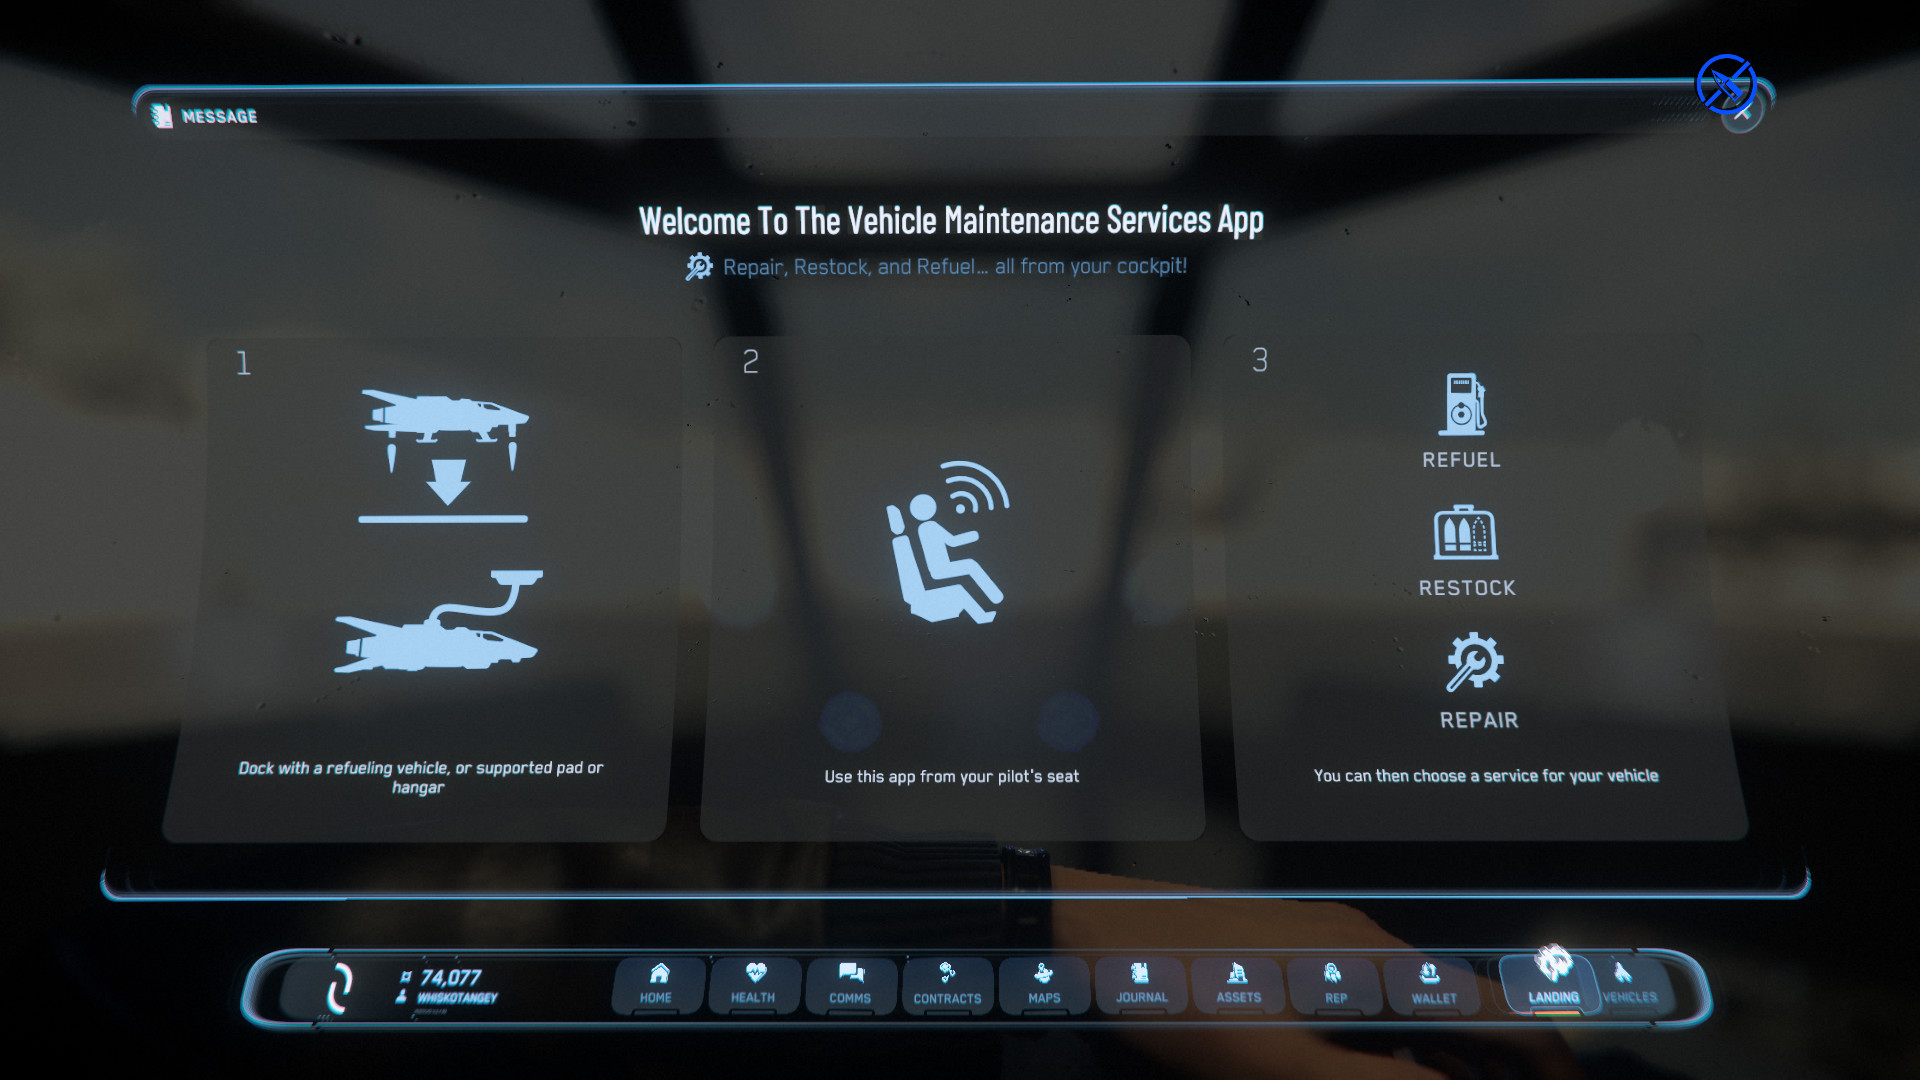 MESSAGE
Welcome To The Vehicle Maintenance Services App
Repair, Restock, and Refuel... all from your cockpit!
1
2
3
REFUEL
RESTOCK
REPAIR
Dock with a refueling vehicle, or supported pad or
hangar
Use this app from your pilot's seat
You can then choose a service for your vehicle
74,077
WHISKOTANGEY
HOME
HEALTH
COMMS
CONTRACTS
MAPS
JOURNAL
ASSETS
REP
WALLET
LANDING
VEHICLES